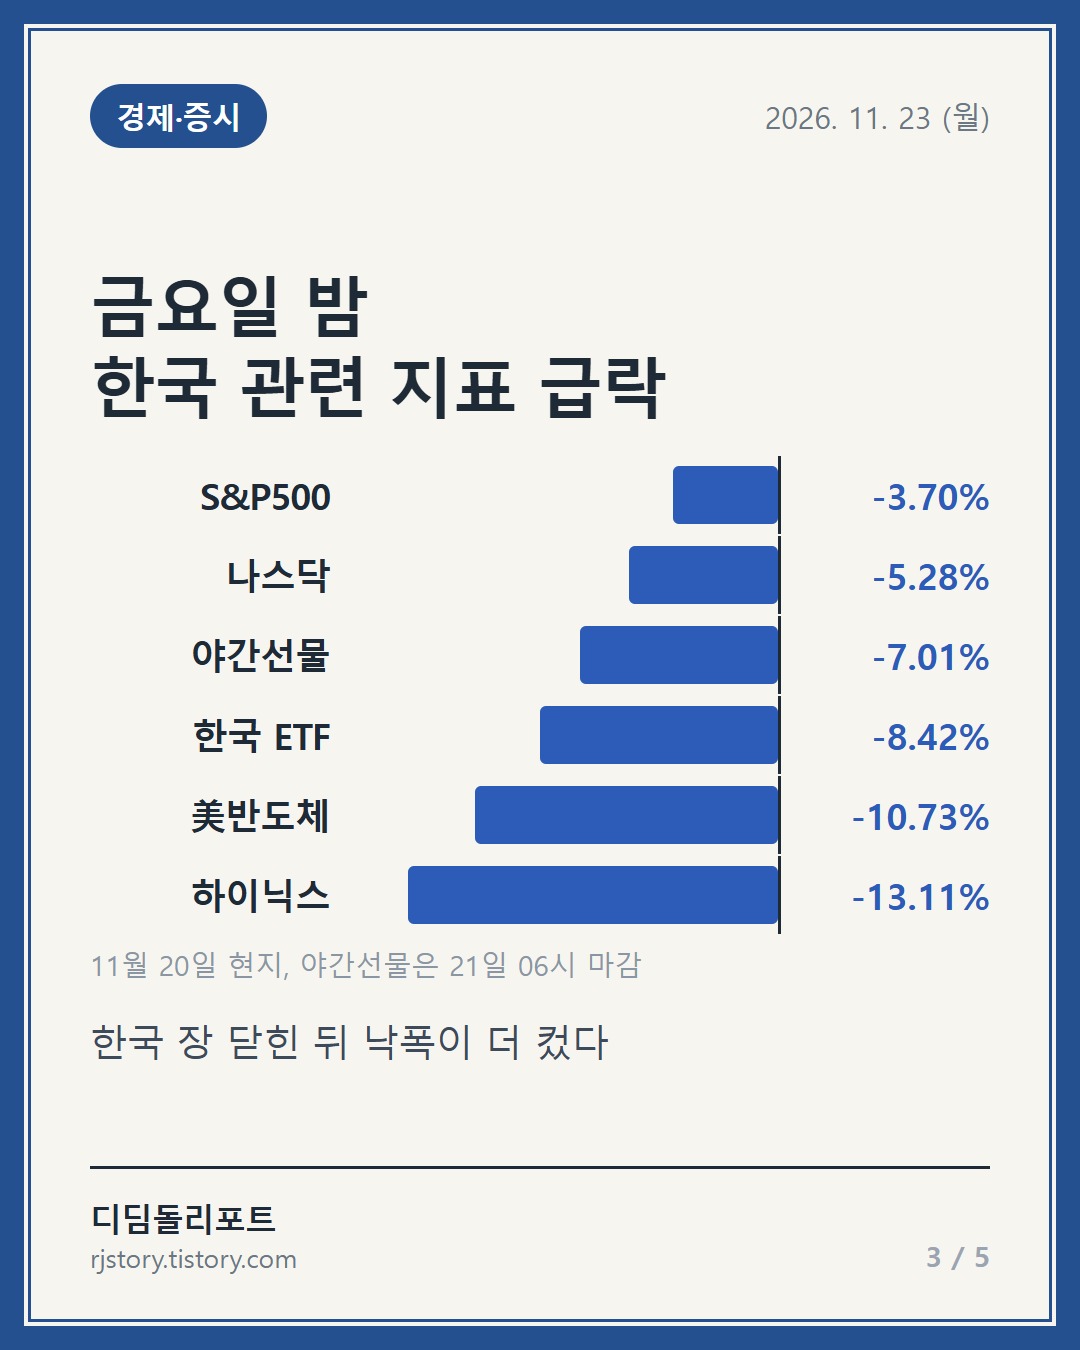 경제·증시
2026. 11. 23 (월)
금요일 밤
한국 관련 지표 급락
S&P500 -3.70%
나스닥 -5.28%
야간선물 -7.01%
한국 ETF -8.42%
美반도체 -10.73%
하이닉스 -13.11%
11월 20일 현지, 야간선물은 21일 06시 마감
한국 장 닫힌 뒤 낙폭이 더 컸다
디딤돌리포트
rjstory.tistory.com
3 / 5